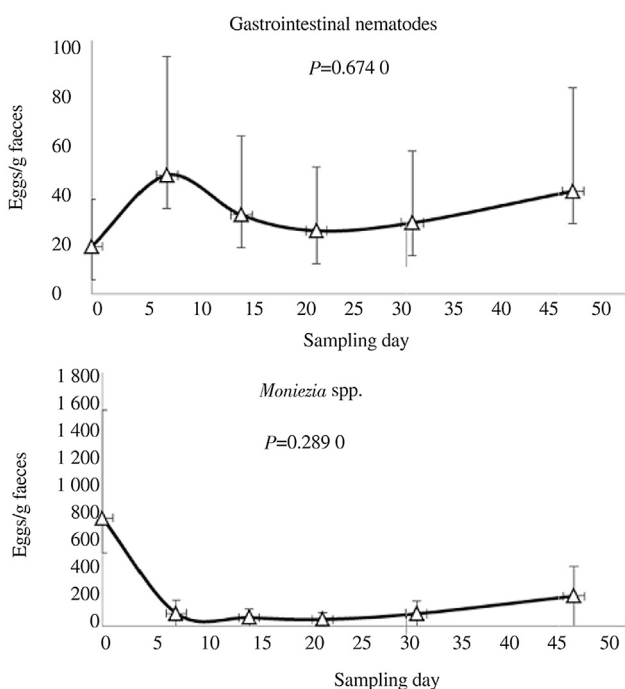 Gastrointestinal nematodes
P=0.674 0
Eggs/g faeces
100
80
60
40
20
0
0 5 10 15 20 25 30 35 40 45 50
Sampling day
Moniezia spp.
P=0.289 0
Eggs/g faeces
1 800
1 600
1 400
1 200
1 000
800
600
400
200
0
0 5 10 15 20 25 30 35 40 45 50
Sampling day